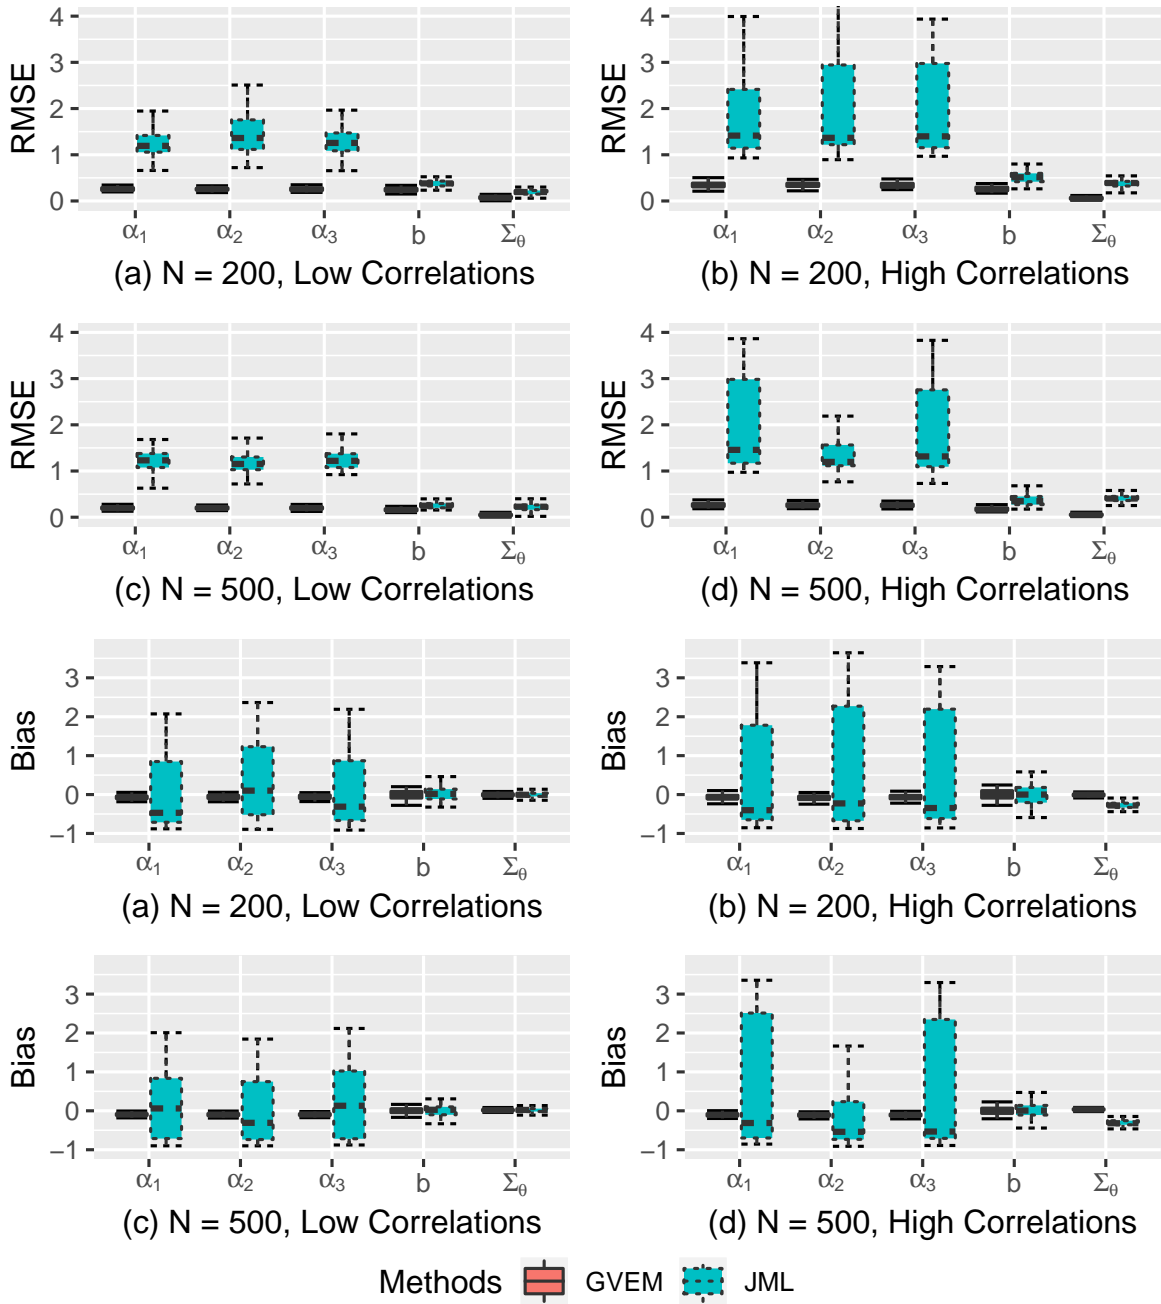 RMSE
4
3
2
1
0
α1 α2 α3 b Σθ
(a) N = 200, Low Correlations
RMSE
4
3
2
1
0
α1 α2 α3 b Σθ
(b) N = 200, High Correlations
RMSE
4
3
2
1
0
α1 α2 α3 b Σθ
(c) N = 500, Low Correlations
RMSE
4
3
2
1
0
α1 α2 α3 b Σθ
(d) N = 500, High Correlations
Bias
3
2
1
0
−1
α1 α2 α3 b Σθ
(a) N = 200, Low Correlations
Bias
3
2
1
0
−1
α1 α2 α3 b Σθ
(b) N = 200, High Correlations
Bias
3
2
1
0
−1
α1 α2 α3 b Σθ
(c) N = 500, Low Correlations
Bias
3
2
1
0
−1
α1 α2 α3 b Σθ
(d) N = 500, High Correlations
Methods GVEM JML